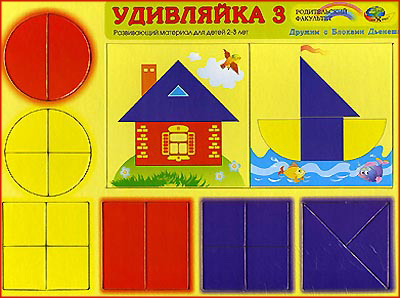 УДИВЛЯЙКА 3
Развивающий материал для детей 2-3 лет
РОДИТЕЛЬСКИЙ
ФАКУЛЬТЕТ
Дружим с Блоками Дьенеша